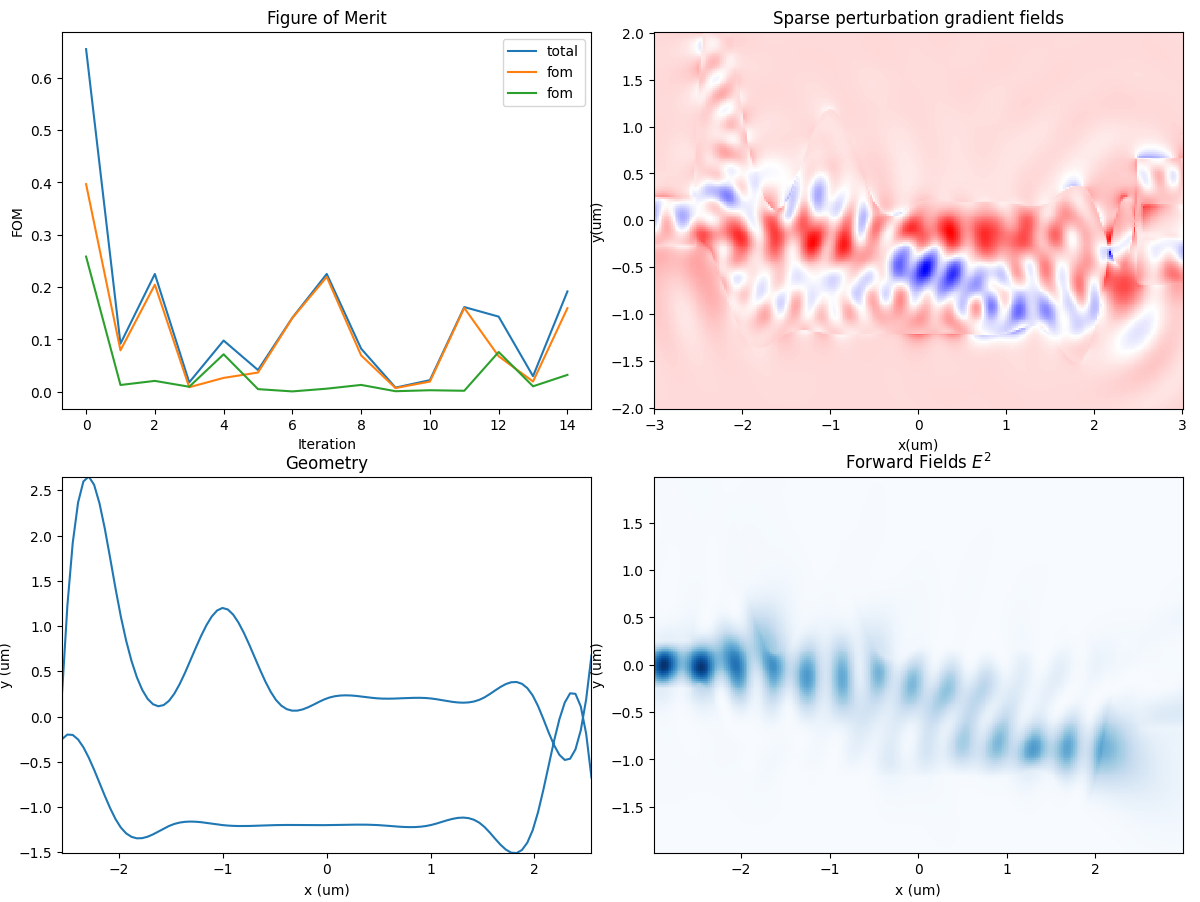 Figure of Merit
FOM
0.6
0.5
0.4
0.3
0.2
0.1
0.0
total
fom
fom
0 2 4 6 8 10 12 14
Iteration
Sparse perturbation gradient fields
y(um)
2.0
1.5
1.0
0.5
0.0
−0.5
−1.0
−1.5
−2.0
−3 −2 −1 0 1 2 3
x(um)
Geometry
y (um)
2.5
2.0
1.5
1.0
0.5
0.0
−0.5
−1.0
−1.5
−2 −1 0 1 2
x (um)
Forward Fields E²
y (um)
1.5
1.0
0.5
0.0
−0.5
−1.0
−1.5
−2 −1 0 1 2
x (um)